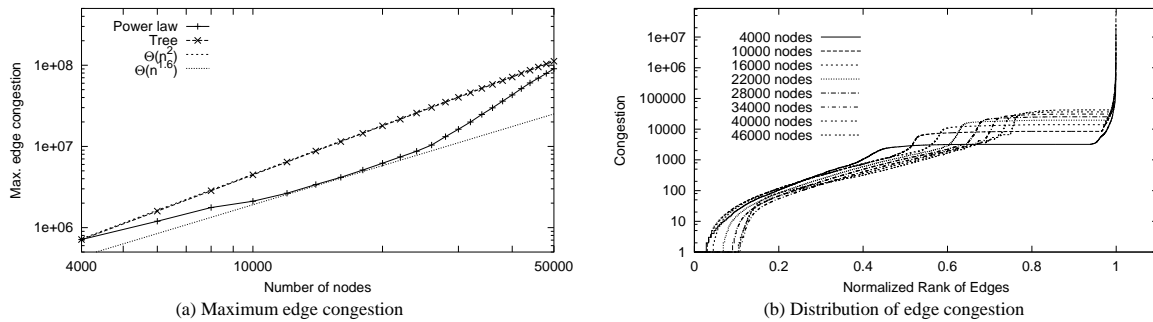 Max. edge congestion
1e+08
1e+07
1e+06
4000
10000
50000
Number of nodes
Power law
Tree
Θ(n^2)
Θ(n^1.6)
(a) Maximum edge congestion
Congestion
1e+07
1e+06
100000
10000
1000
100
10
1
0
0.2
0.4
0.6
0.8
1
Normalized Rank of Edges
4000 nodes
10000 nodes
16000 nodes
22000 nodes
28000 nodes
34000 nodes
40000 nodes
46000 nodes
(b) Distribution of edge congestion